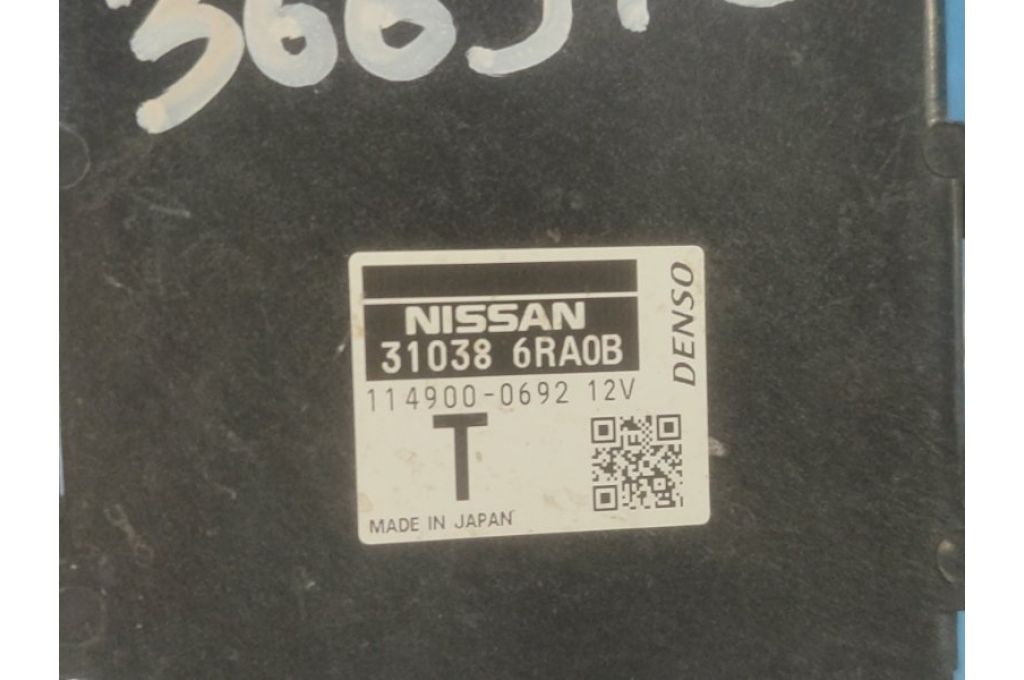 NISSAN
31038 6RA0B
114900-0692 12V
T
MADE IN JAPAN
DENSO